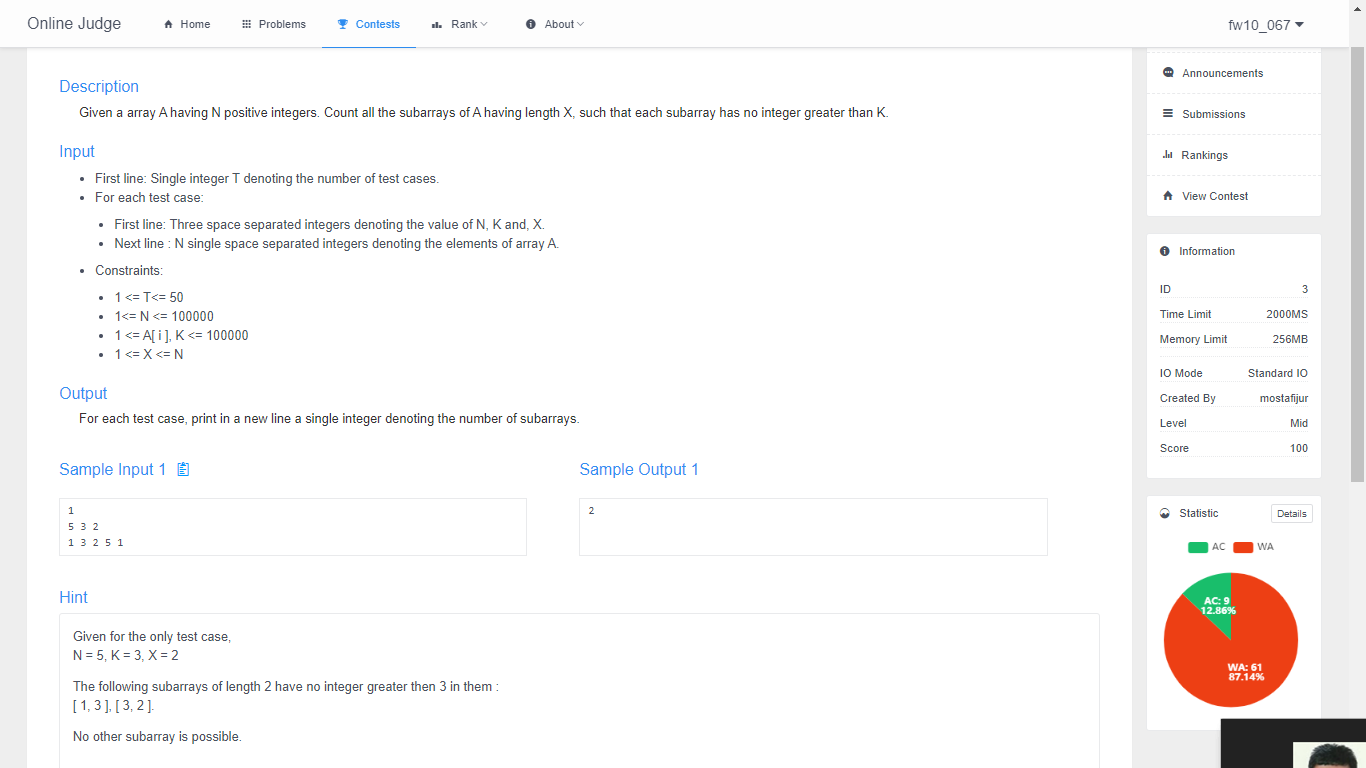 Online Judge Home Problems Contests Rank About fw10_067
Description
Given a array A having N positive integers. Count all the subarrays of A having length X, such that each subarray has no integer greater than K.
Input
• First line: Single integer T denoting the number of test cases.
• For each test case:
• First line: Three space separated integers denoting the value of N, K and, X.
• Next line : N single space separated integers denoting the elements of array A.
• Constraints:
• 1 <= T<= 50
• 1<= N <= 100000
• 1 <= A[ i ], K <= 100000
• 1 <= X <= N
Output
For each test case, print in a new line a single integer denoting the number of subarrays.
Sample Input 1
1
5 3 2
1 3 2 5 1
Sample Output 1
2
Hint
Given for the only test case,
N = 5, K = 3, X = 2
The following subarrays of length 2 have no integer greater then 3 in them :
[ 1, 3 ], [ 3, 2 ].
No other subarray is possible.
Announcements
Submissions
Rankings
View Contest
Information
ID 3
Time Limit 2000MS
Memory Limit 256MB
IO Mode Standard IO
Created By mostafijur
Level Mid
Score 100
Statistic Details
AC WA
AC: 9
12.86%
WA: 61
87.14%